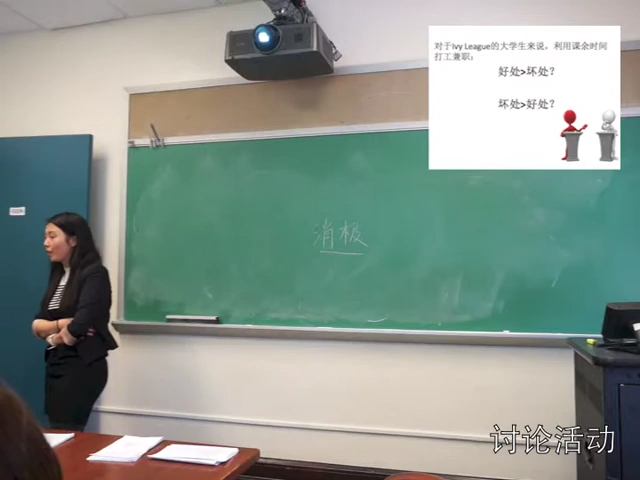 对于Ivy League的大学生来说，利用课余时间
打工兼职：
好处>坏处？
坏处>好处？
消极
讨论活动